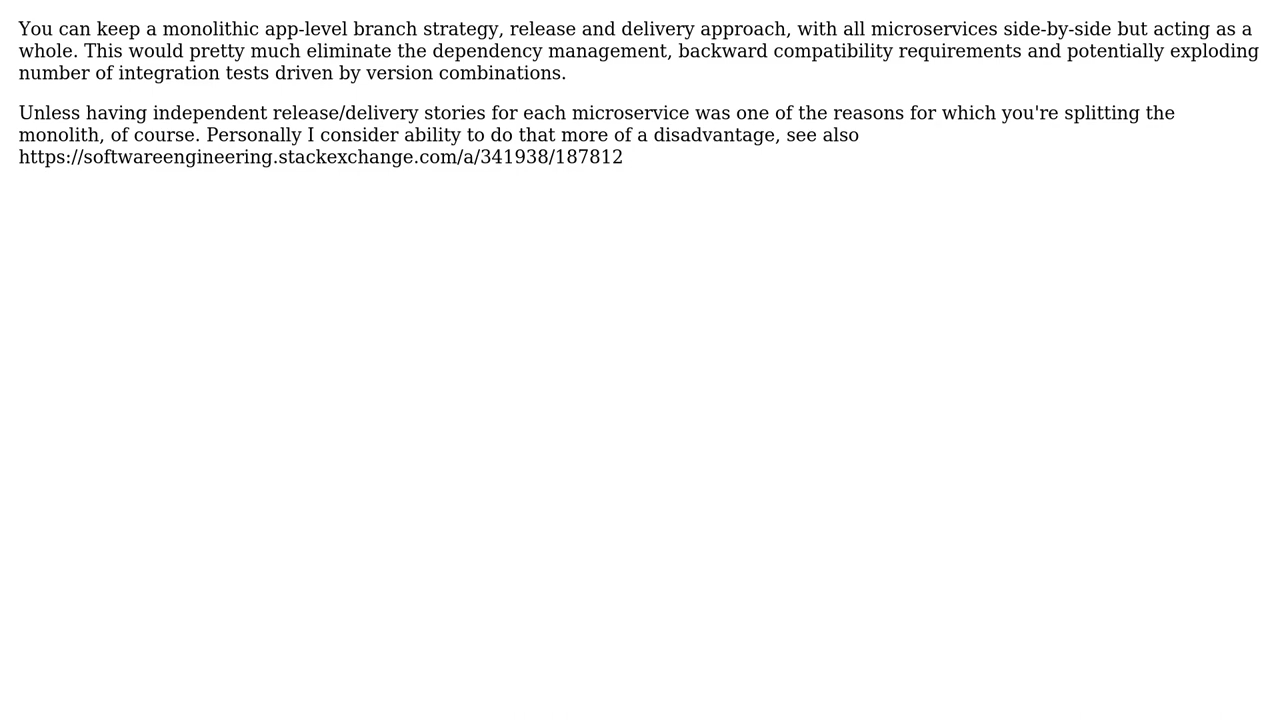 You can keep a monolithic app-level branch strategy, release and delivery approach, with all microservices side-by-side but acting as a
whole. This would pretty much eliminate the dependency management, backward compatibility requirements and potentially exploding
number of integration tests driven by version combinations.
Unless having independent release/delivery stories for each microservice was one of the reasons for which you're splitting the
monolith, of course. Personally I consider ability to do that more of a disadvantage, see also
https://softwareengineering.stackexchange.com/a/341938/187812